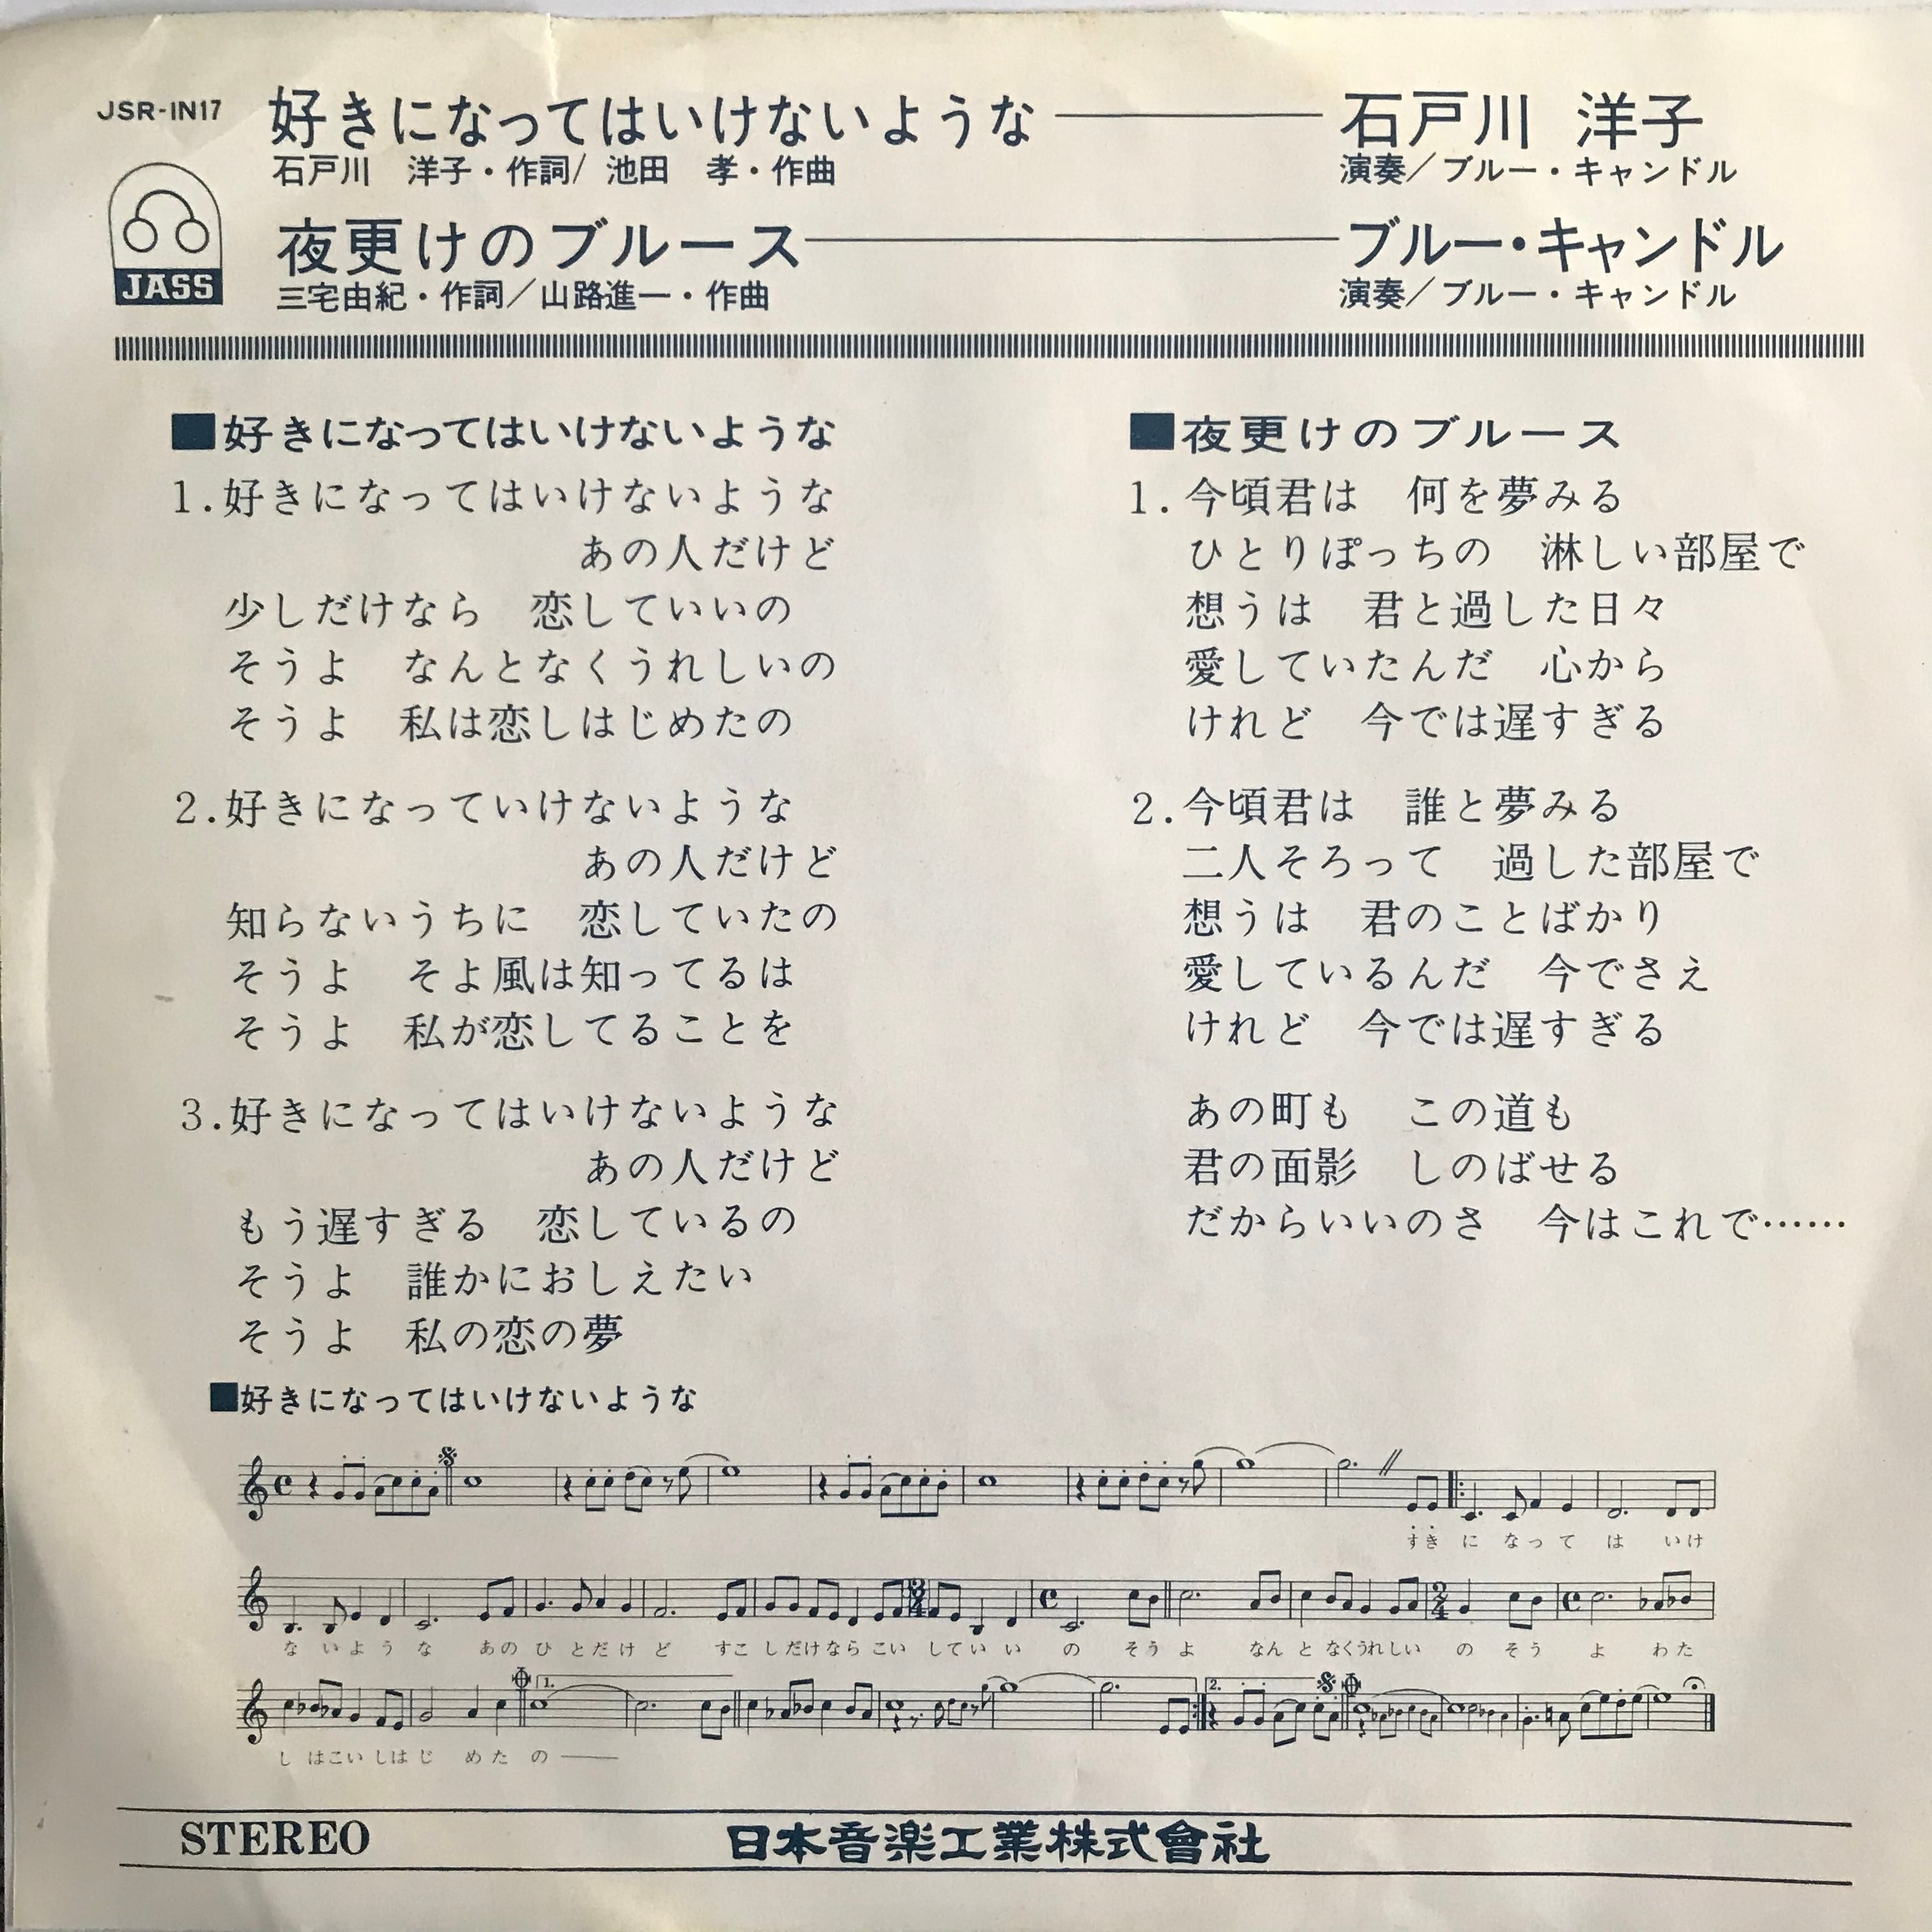 JSR-IN17
好きになってはいけないような 石戸川 洋子
石戸川 洋子・作詞/ 池田 孝・作曲 演奏／ブルー・キャンドル
JASS
夜更けのブルース ブルー・キャンドル
三宅由紀・作詞／山路進一・作曲 演奏／ブルー・キャンドル
■好きになってはいけないような
1.好きになってはいけないような
あの人だけど
少しだけなら 恋していいの
そうよ なんとなくうれしいの
そうよ 私は恋しはじめたの
2.好きになっていけないような
あの人だけど
知らないうちに 恋していたの
そうよ そよ風は知ってるは
そうよ 私が恋してることを
3.好きになってはいけないような
あの人だけど
もう遅すぎる 恋しているの
そうよ 誰かにおしえたい
そうよ 私の恋の夢
■夜更けのブルース
1.今頃君は 何を夢みる
ひとりぽっちの 淋しい部屋で
想うは 君と過した日々
愛していたんだ 心から
けれど 今では遅すぎる
2.今頃君は 誰と夢みる
二人そろって 過した部屋で
想うは 君のことばかり
愛しているんだ 今でさえ
けれど 今では遅すぎる
あの町も この道も
君の面影 しのばせる
だからいいのさ 今はこれで……
■好きになってはいけないような
すき に なっ て は いけ
な いよ う な あの ひ とだ け ど すこ しだけなら こい してい い の そう よ なん と なくうれしい の そう よ わた
し はこい しは じ めた の
1.
2.
STEREO
日本音楽工業株式會社